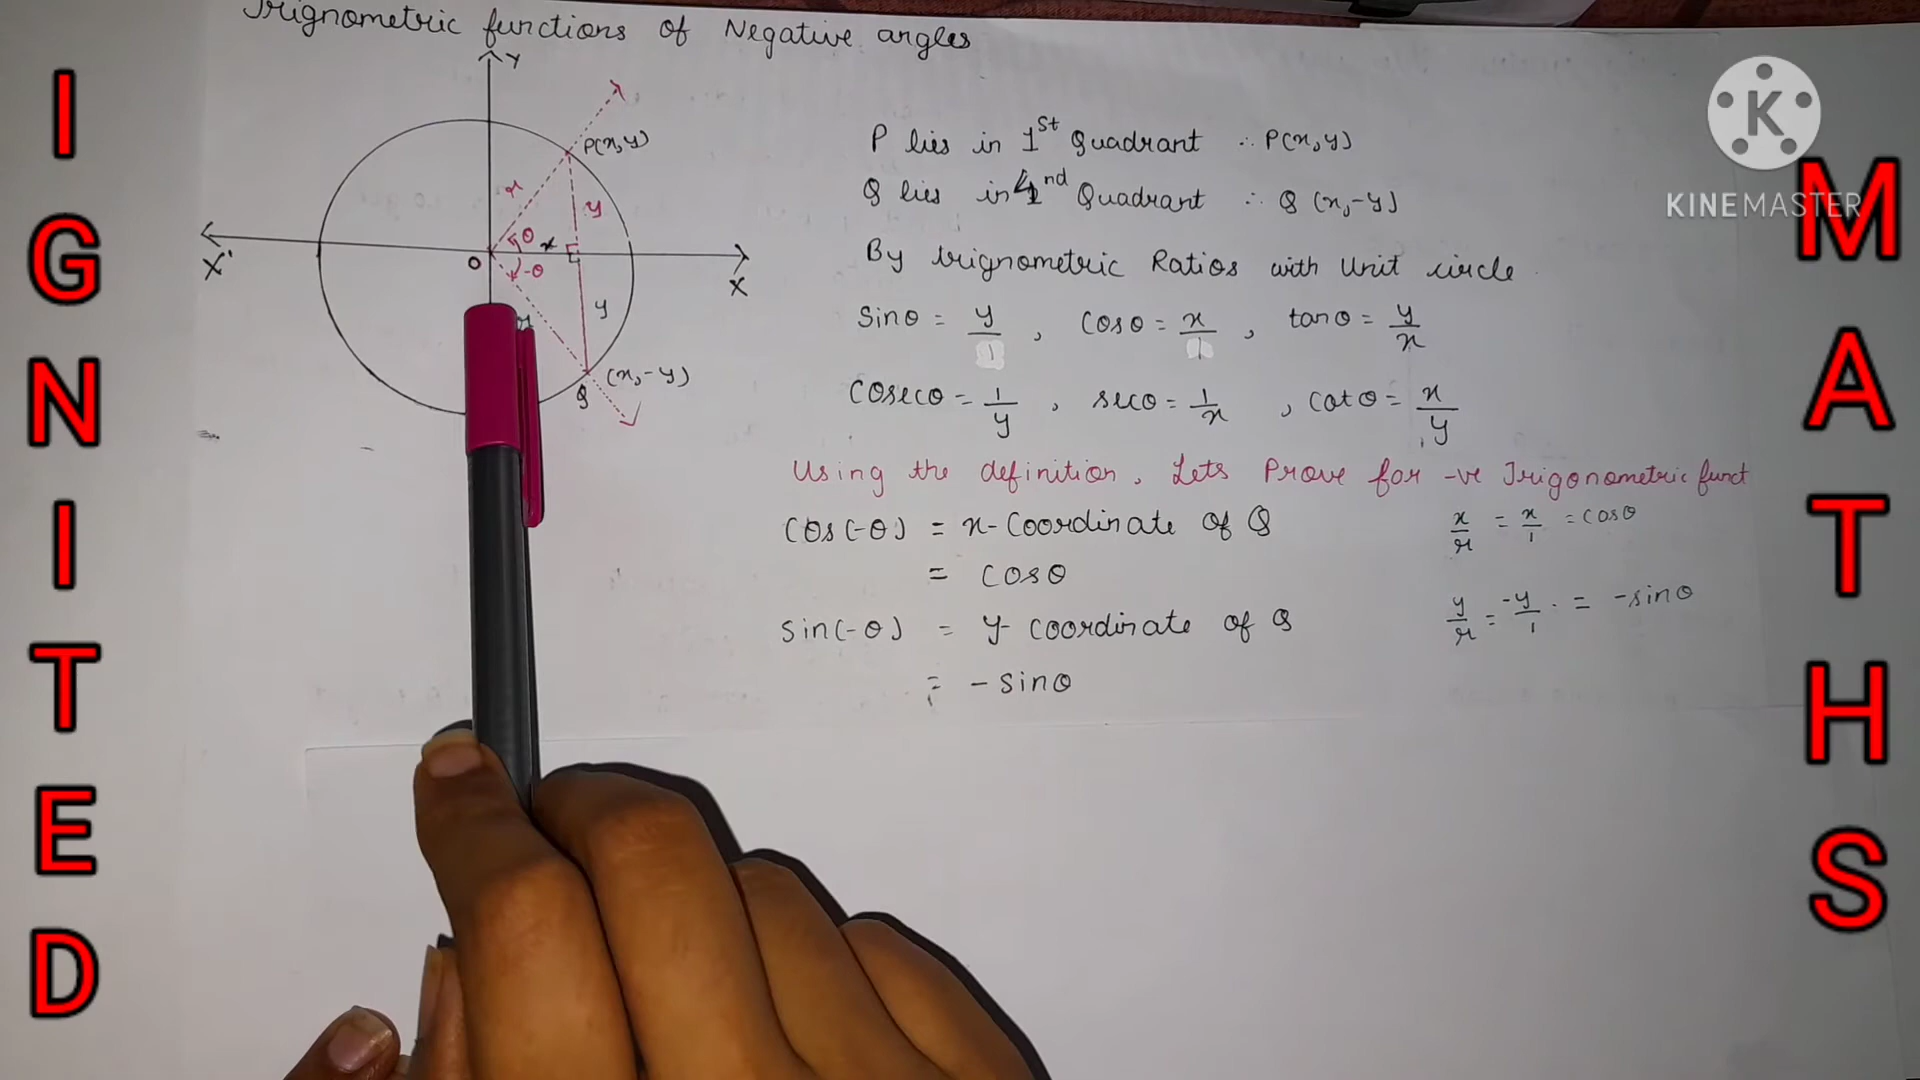 Trignometric functions of Negative angles
Y
P(x,y)
r
y
θ
x
X'
O
-θ
X
y
(x,-y)
Q
P lies in 1st Quadrant ∴ P(x,y)
Q lies in 4nd Quadrant ∴ Q (x,-y)
By trignometric Ratios with Unit circle
Sinθ = y/1 , Cosθ = x/1 , tanθ = y/x
Cosecθ = 1/y , secθ = 1/x , cotθ = x/y
Using the definition, Lets Prove for -ve Trigonometric funct
Cos(-θ) = x-Coordinate of Q
x/r = x/1 = cosθ
= Cosθ
sin(-θ) = y-coordinate of Q
y/r = -y/1 = -sinθ
= -sinθ
IGNITED
MATHS
K
KINEMASTER